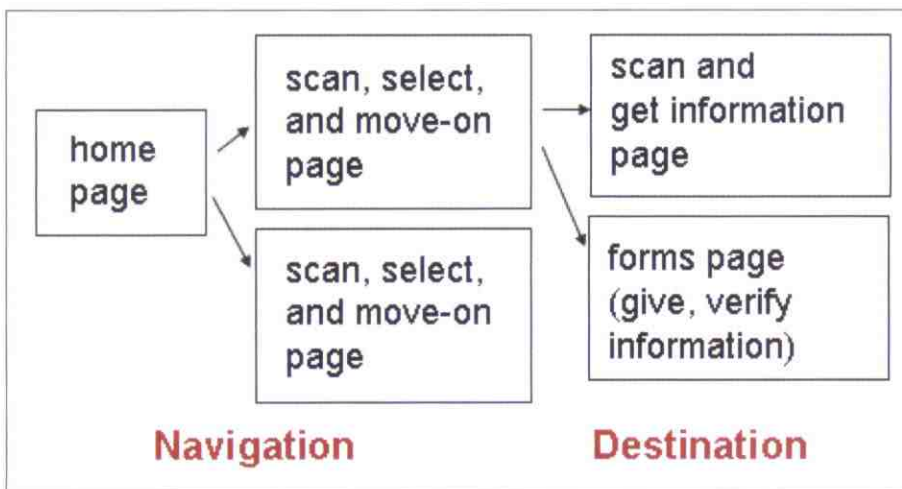 home
page
scan, select,
and move-on
page
scan, select,
and move-on
page
scan and
get information
page
forms page
(give, verify
information)
Navigation
Destination